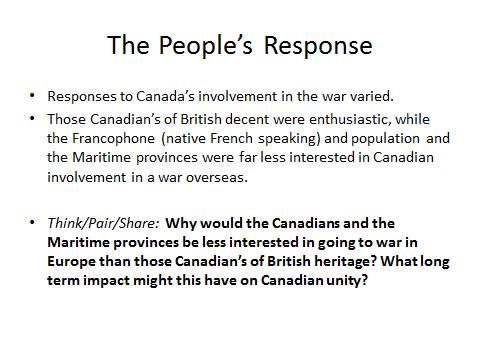 The People's Response
• Responses to Canada's involvement in the war varied.
• Those Canadian's of British decent were enthusiastic, while
the Francophone (native French speaking) and population and
the Maritime provinces were far less interested in Canadian
involvement in a war overseas.
• Think/Pair/Share: Why would the Canadians and the
Maritime provinces be less interested in going to war in
Europe than those Canadian's of British heritage? What long
term impact might this have on Canadian unity?